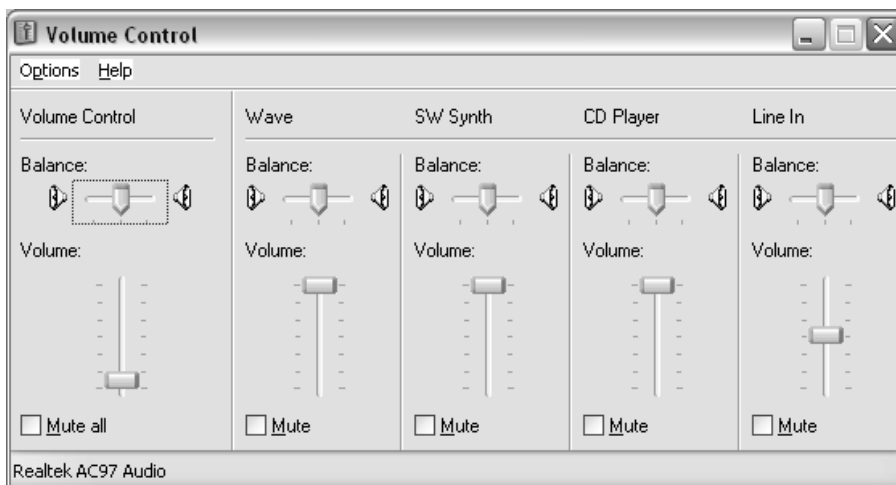 Volume Control
Options Help
Volume Control Wave SW Synth CD Player Line In
Balance: Balance: Balance: Balance: Balance:
Volume: Volume: Volume: Volume: Volume:
Mute all Mute Mute Mute Mute
Realtek AC97 Audio